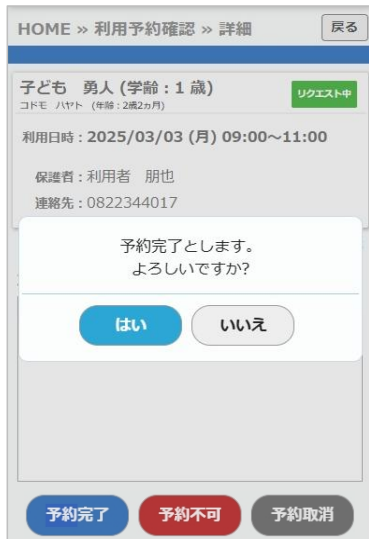 HOME » 利用予約確認 » 詳細
戻る
子ども 勇人 (学齢：1 歳)
コドモ ハヤト (年齢：2歳2ヵ月)
リクエスト中
利用日時：2025/03/03 (月) 09:00～11:00
保護者：利用者 朋也
連絡先：0822344017
予約完了とします。
よろしいですか?
はい
いいえ
予約完了
予約不可
予約取消